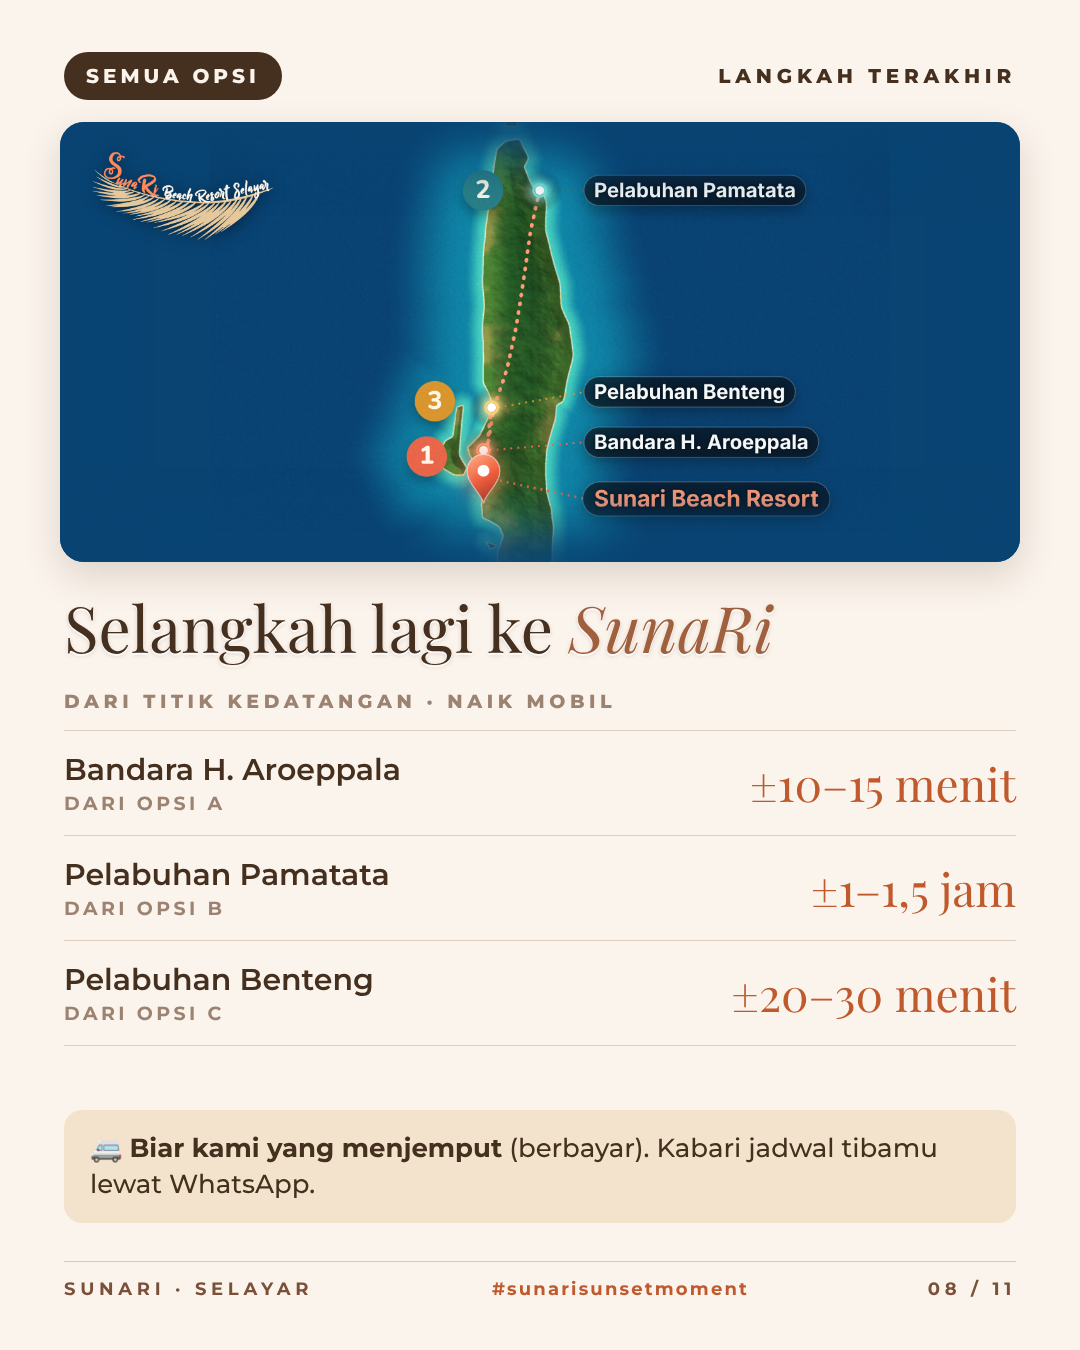 SEMUA OPSI
LANGKAH TERAKHIR
SunaRi Beach Resort Selayar
2
Pelabuhan Pamatata
3
Pelabuhan Benteng
Bandara H. Aroeppala
1
Sunari Beach Resort
Selangkah lagi ke SunaRi
DARI TITIK KEDATANGAN · NAIK MOBIL
Bandara H. Aroeppala
DARI OPSI A
±10–15 menit
Pelabuhan Pamatata
DARI OPSI B
±1–1,5 jam
Pelabuhan Benteng
DARI OPSI C
±20–30 menit
🚐 Biar kami yang menjemput (berbayar). Kabari jadwal tibamu
lewat WhatsApp.
SUNARI · SELAYAR
#sunarisunsetmoment
08 / 11